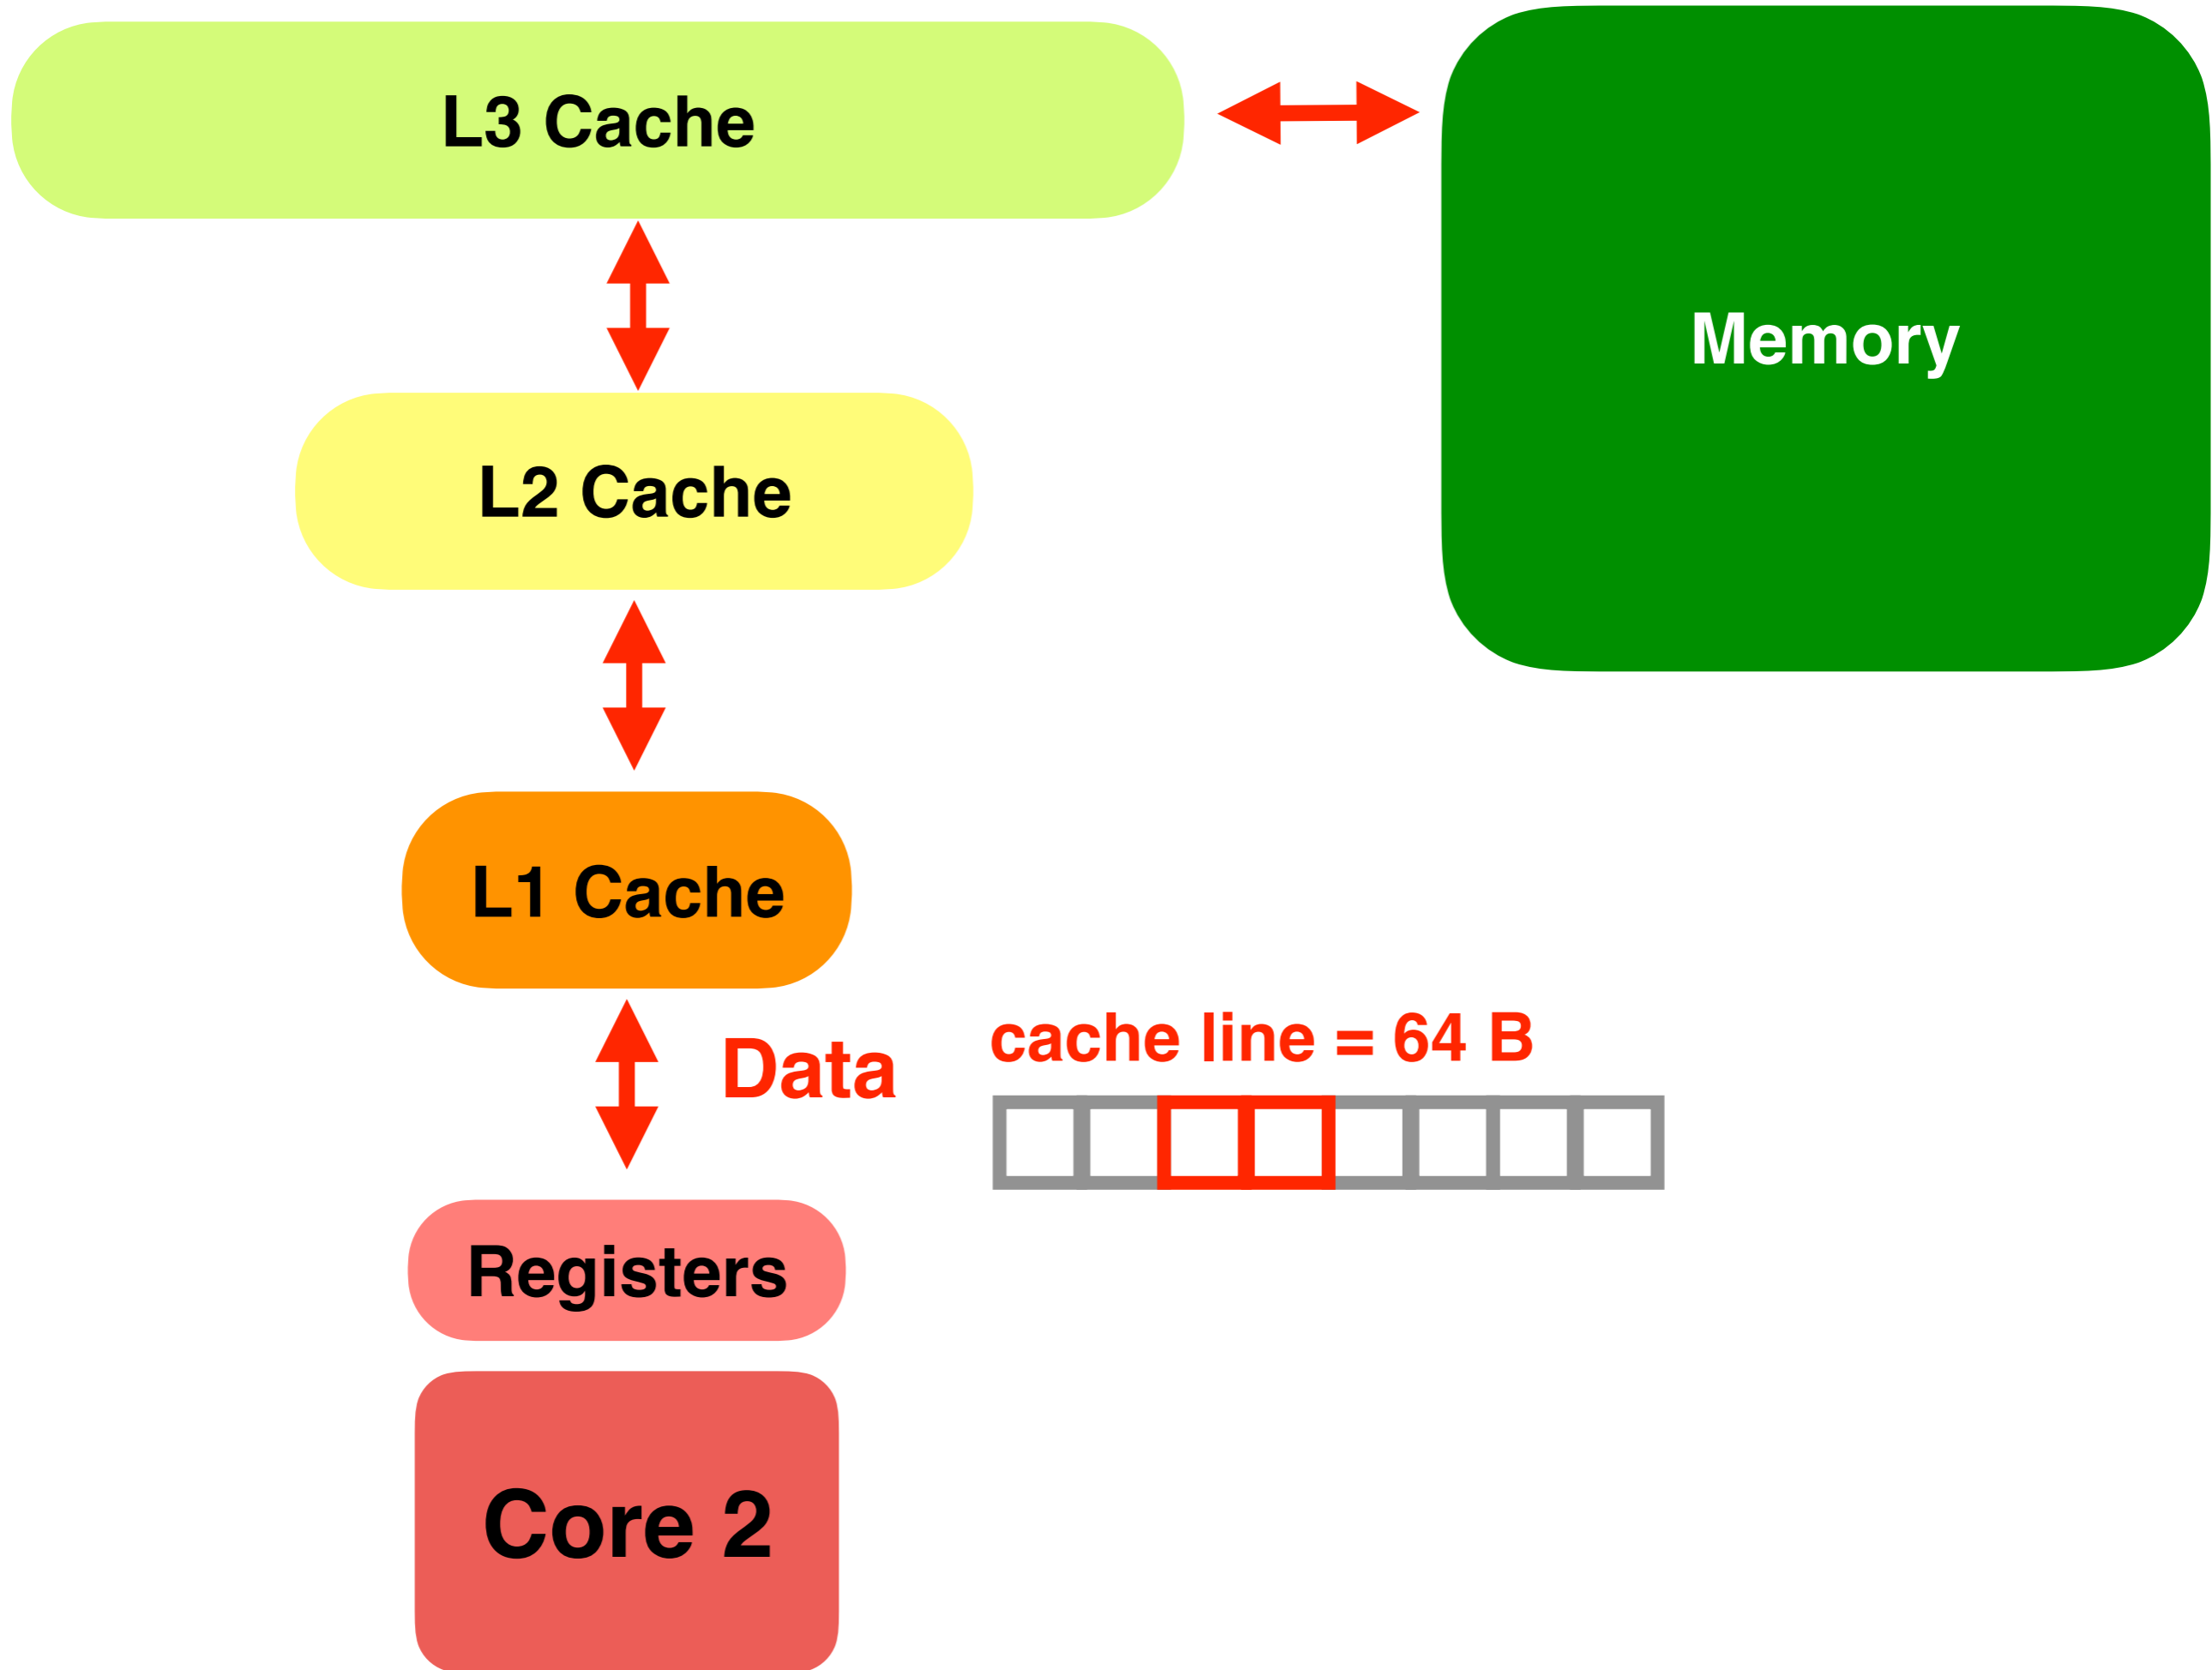 L3 Cache
Memory
L2 Cache
L1 Cache
Data
cache line = 64 B
Registers
Core 2